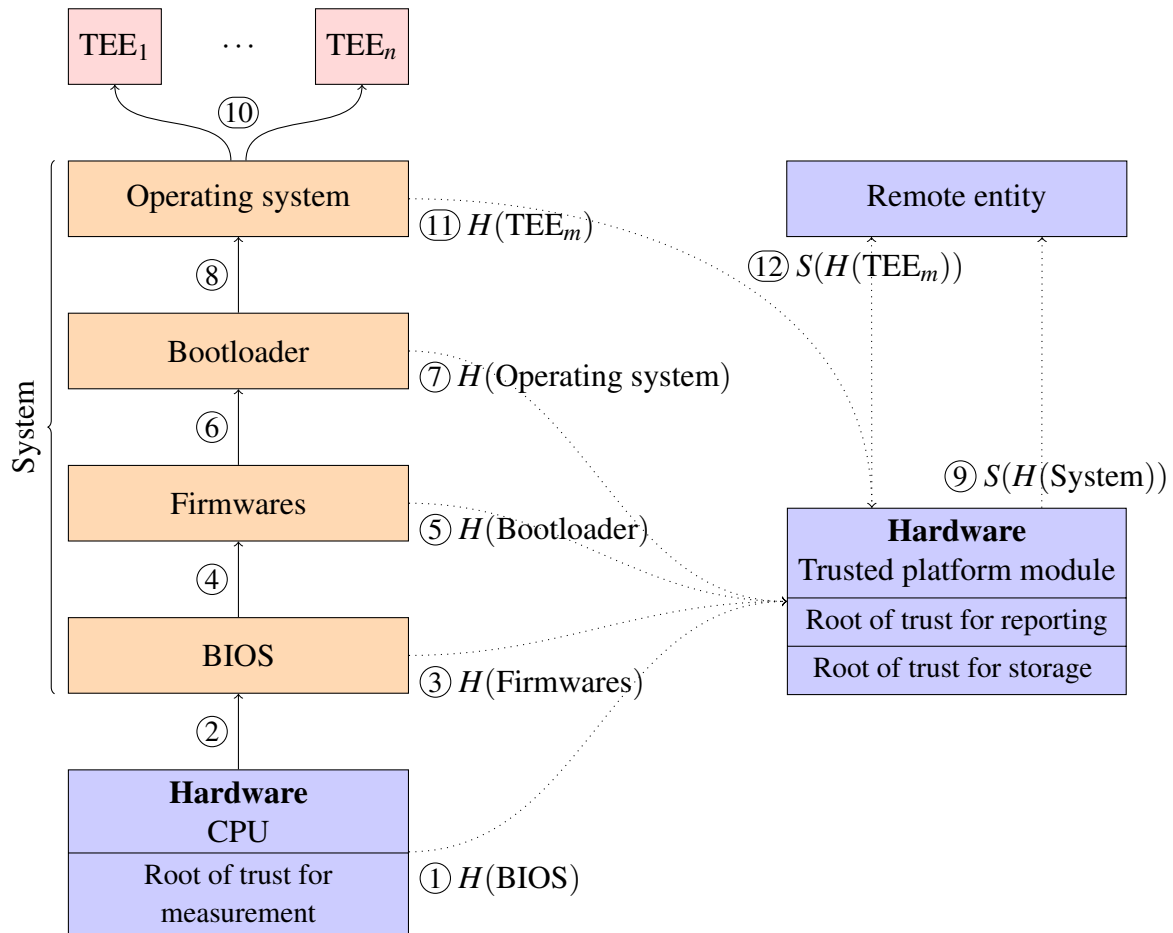 TEE₁ ⋯ TEEₙ
⑩
Operating system
Remote entity
⑪ H(TEEₘ)
⑫ S(H(TEEₘ))
⑧
Bootloader
⑦ H(Operating system)
System
⑥
Firmwares
⑤ H(Bootloader)
⑨ S(H(System))
Hardware
Trusted platform module
Root of trust for reporting
Root of trust for storage
④
BIOS
③ H(Firmwares)
②
Hardware
CPU
Root of trust for
measurement
① H(BIOS)